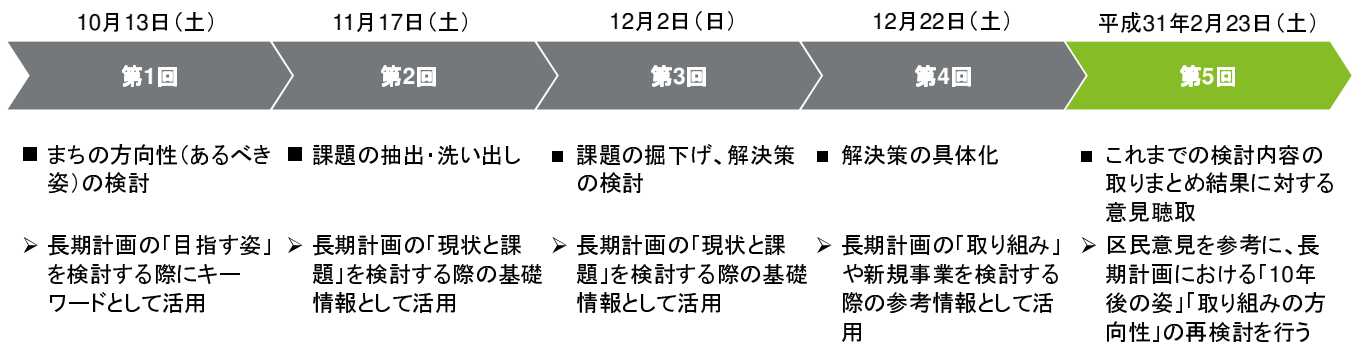 10月13日(土)
第1回
■ まちの方向性(あるべき
姿)の検討
➢ 長期計画の「目指す姿」
を検討する際にキー
ワードとして活用
11月17日(土)
第2回
■ 課題の抽出・洗い出し
➢ 長期計画の「現状と課
題」を検討する際の基礎
情報として活用
12月2日(日)
第3回
■ 課題の掘下げ、解決策
の検討
➢ 長期計画の「現状と課
題」を検討する際の基礎
情報として活用
12月22日(土)
第4回
■ 解決策の具体化
➢ 長期計画の「取り組み」
や新規事業を検討する
際の参考情報として活
用
平成31年2月23日(土)
第5回
■ これまでの検討内容の
取りまとめ結果に対する
意見聴取
➢ 区民意見を参考に、長
期計画における「10年
後の姿」「取り組みの方
向性」の再検討を行う